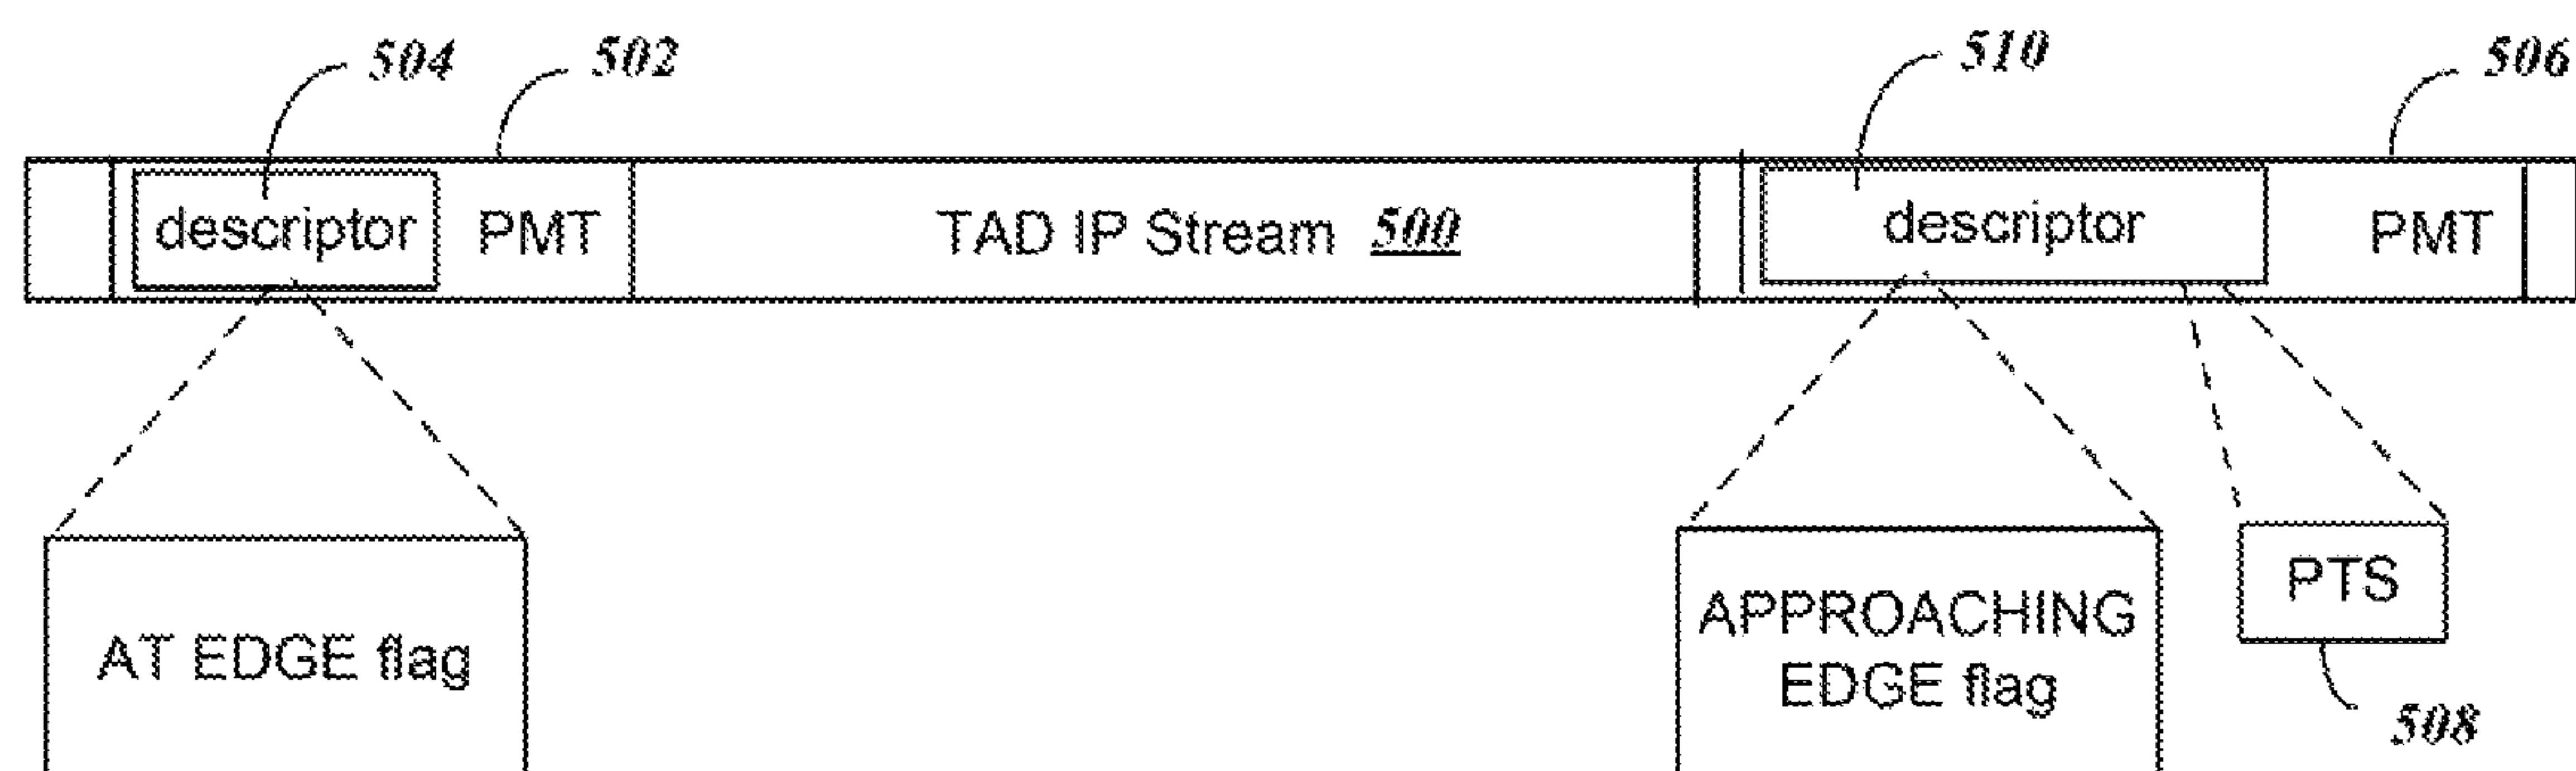 504
502
510
506
descriptor PMT TAD IP Stream 500 descriptor PMT
AT EDGE flag
APPROACHING
EDGE flag
PTS
508